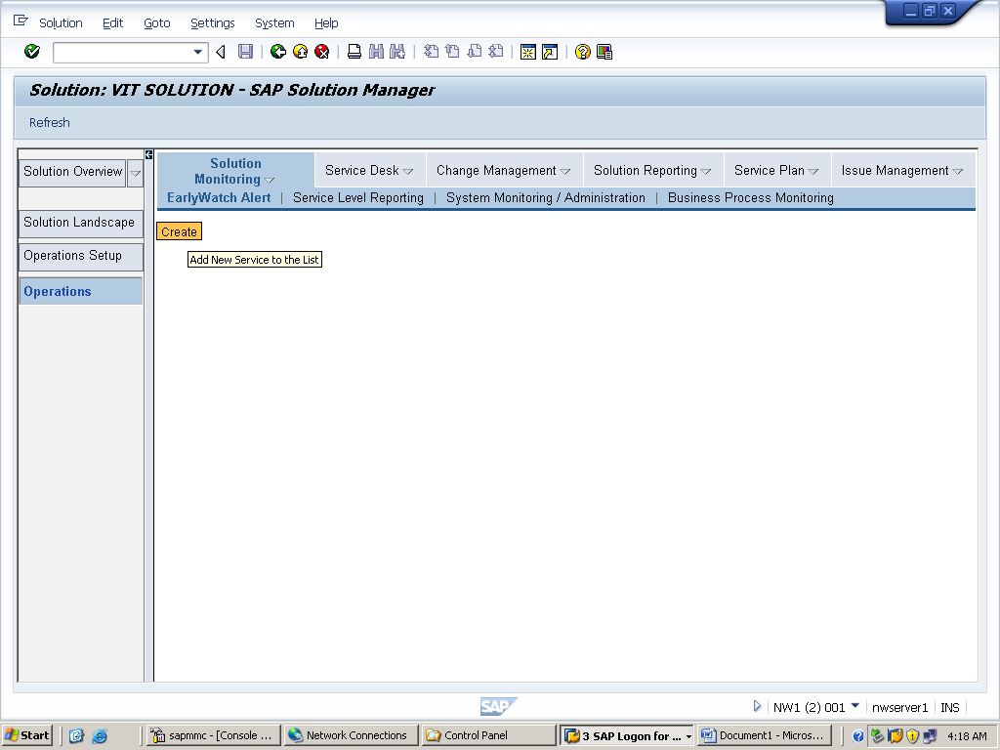 Solution Edit Goto Settings System Help
Solution: VIT SOLUTION - SAP Solution Manager
Refresh
Solution Overview
Solution Landscape
Operations Setup
Operations
Solution Monitoring Service Desk Change Management Solution Reporting Service Plan Issue Management
EarlyWatch Alert | Service Level Reporting | System Monitoring / Administration | Business Process Monitoring
Create
Add New Service to the List
SAP
NW1 (2) 001 nwserver1 INS
Start sapmmc - [Console ... Network Connections Control Panel 3 SAP Logon for ... Document1 - Micros... 4:18 AM